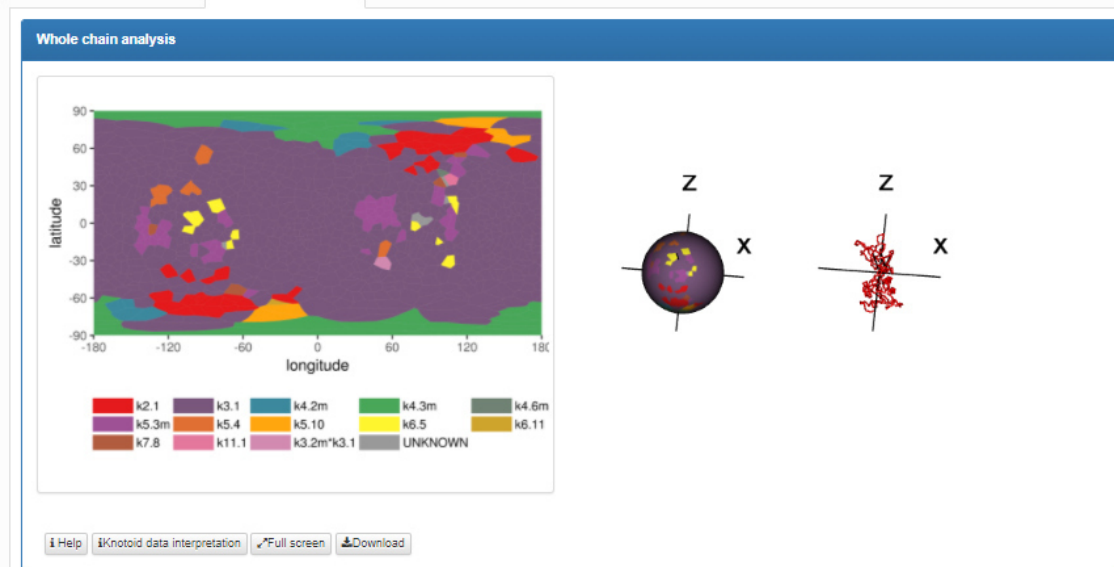 Whole chain analysis
90
60
30
0
-30
-60
-90
latitude
-180 -120 -60 0 60 120 180
longitude
k2.1 k3.1 k4.2m k4.3m k4.6m
k5.3m k5.4 k5.10 k6.5 k6.11
k7.8 k11.1 k3.2m*k3.1 UNKNOWN
Z
X
Z
X
i Help iKnotoid data interpretation Full screen Download